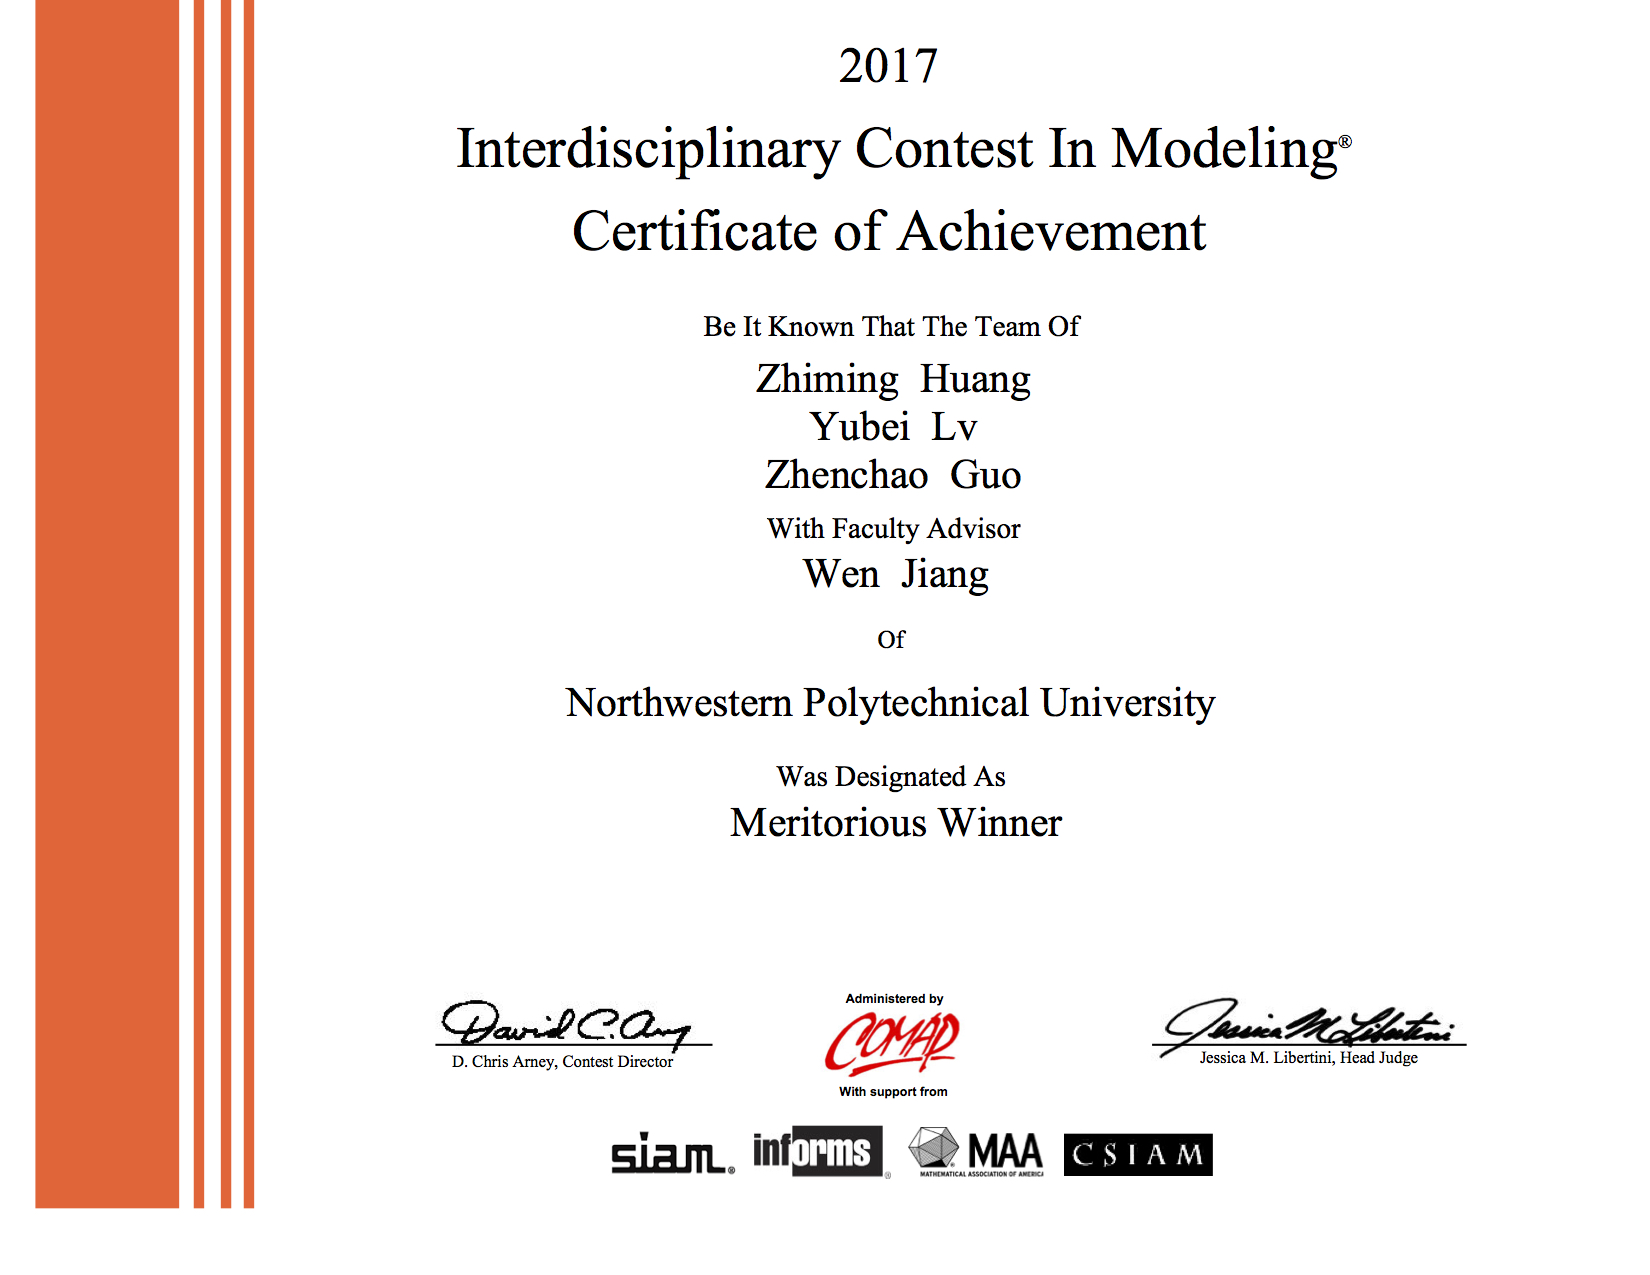 2017
Interdisciplinary Contest In Modeling®
Certificate of Achievement
Be It Known That The Team Of
Zhiming Huang
Yubei Lv
Zhenchao Guo
With Faculty Advisor
Wen Jiang
Of
Northwestern Polytechnical University
Was Designated As
Meritorious Winner
David C. Arny
D. Chris Arney, Contest Director
Administered by
COMAP
With support from
Jessica M Libertini
Jessica M. Libertini, Head Judge
siam®
informs®
MAA
MATHEMATICAL ASSOCIATION OF AMERICA
CSIAM